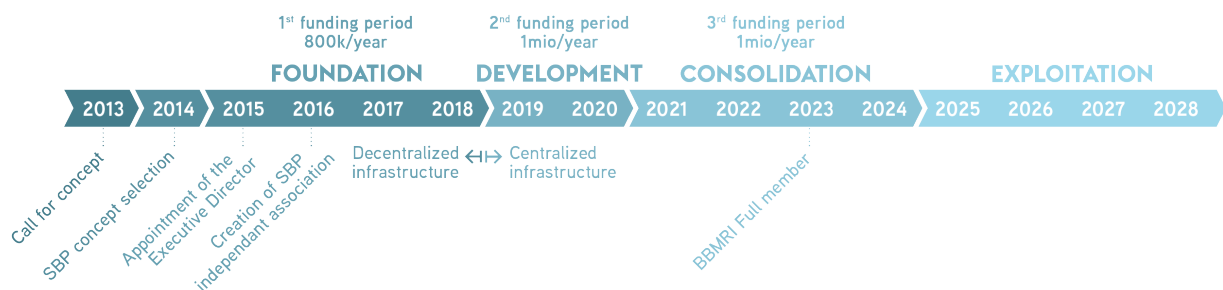 1st funding period
800k/year
2nd funding period
1mio/year
3rd funding period
1mio/year
FOUNDATION
DEVELOPMENT
CONSOLIDATION
EXPLOITATION
2013
2014
2015
2016
2017
2018
2019
2020
2021
2022
2023
2024
2025
2026
2027
2028
Call for concept
SBP concept selection
Appointment of the
Executive Director
Creation of SBP
independant association
Decentralized
infrastructure
Centralized
infrastructure
BBMRI Full member